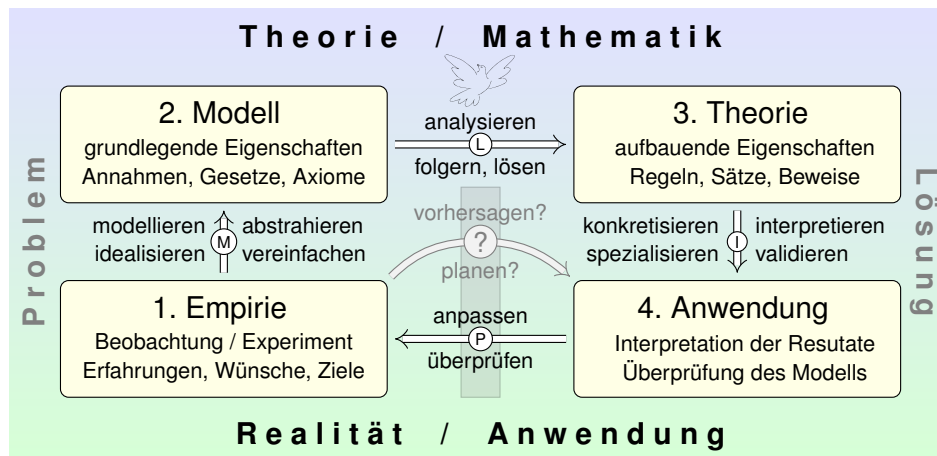 Theorie / Mathematik
2. Modell
grundlegende Eigenschaften
Annahmen, Gesetze, Axiome
analysieren
L
folgern, lösen
3. Theorie
aufbauende Eigenschaften
Regeln, Sätze, Beweise
Problem
Lösung
modellieren
idealisieren
M
abstrahieren
vereinfachen
vorhersagen?
?
planen?
konkretisieren
spezialisieren
I
interpretieren
validieren
1. Empirie
Beobachtung / Experiment
Erfahrungen, Wünsche, Ziele
anpassen
P
überprüfen
4. Anwendung
Interpretation der Resutate
Überprüfung des Modells
Realität / Anwendung